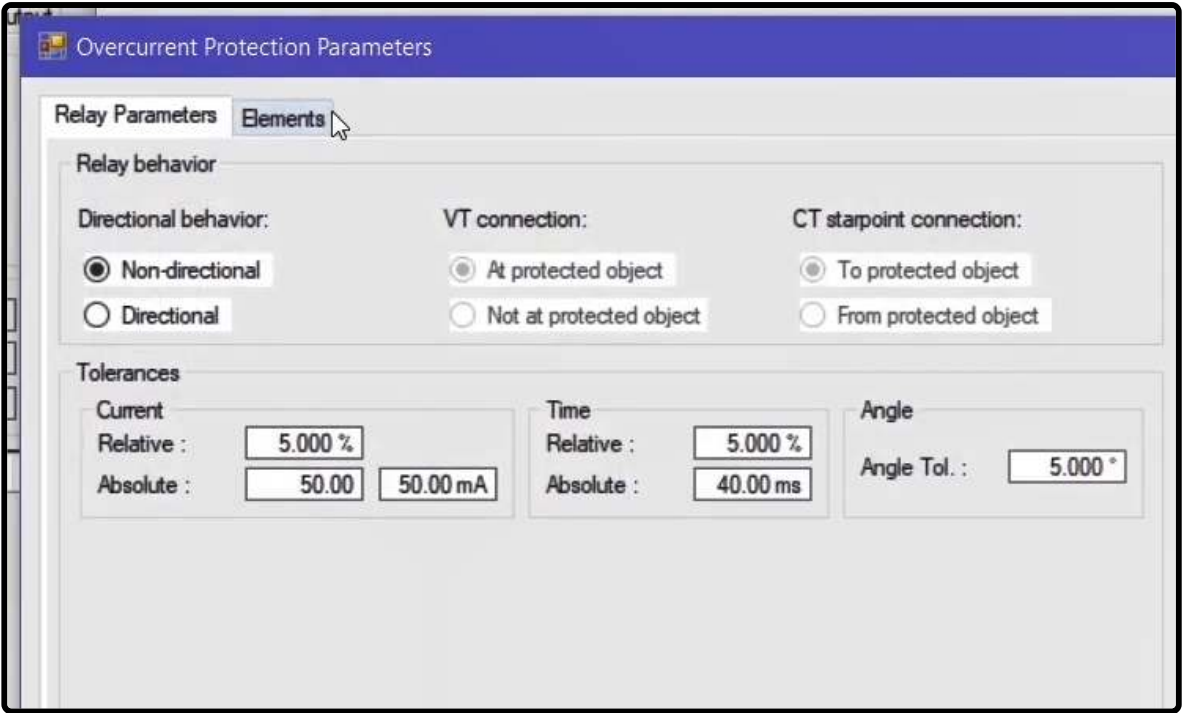 Overcurrent Protection Parameters
Relay Parameters Elements
Relay behavior
Directional behavior: VT connection: CT starpoint connection:
Non-directional At protected object To protected object
Directional Not at protected object From protected object
Tolerances
Current Time Angle
Relative : 5.000 % Relative : 5.000 %
Angle Tol. : 5.000 °
Absolute : 50.00 50.00 mA Absolute : 40.00 ms